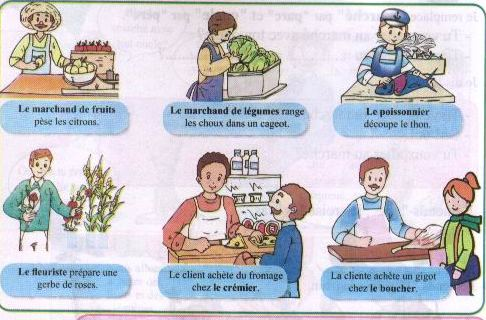 Le marchand de fruits
pèse les citrons.
Le marchand de légumes range
les choux dans un cageot.
Le poissonnier
découpe le thon.
Le fleuriste prépare une
gerbe de roses.
Le client achète du fromage
chez le crémier.
La cliente achète un gigot
chez le boucher.